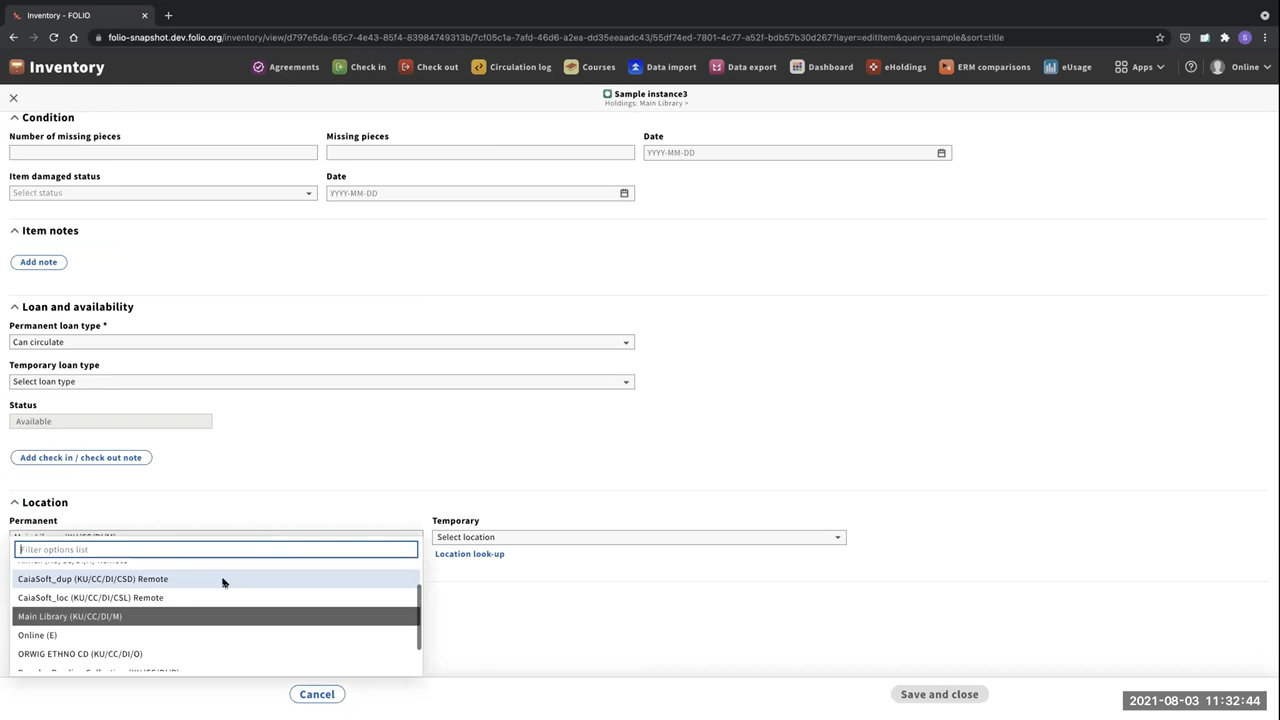 Inventory - FOLIO
folio-snapshot.dev.folio.org/inventory/view/d797e5da-65c7-4e43-85f4-83984749313b/7cf05c1a-7afd-46d6-a2ea-dd35eeaadc43/55df74ed-7801-4c77-a52f-bdb57b30d267?layer=editItem&query=sample&sort=title
S
Inventory
Agreements
Check in
Check out
Circulation log
Courses
Data import
Data export
Dashboard
eHoldings
ERM comparisons
eUsage
Apps
Online
Sample instance3
Holdings: Main Library >
Condition
Number of missing pieces
Missing pieces
Date
YYYY-MM-DD
Item damaged status
Date
Select status
YYYY-MM-DD
Item notes
Add note
Loan and availability
Permanent loan type *
Can circulate
Temporary loan type
Select loan type
Status
Available
Add check in / check out note
Location
Permanent
Temporary
Main Library (KU/CC/DI/M)
Select location
Filter options list
Location look-up
CaiaSoft_dup (KU/CC/DI/CSD) Remote
CaiaSoft_loc (KU/CC/DI/CSL) Remote
Main Library (KU/CC/DI/M)
Online (E)
ORWIG ETHNO CD (KU/CC/DI/O)
Cancel
Save and close
2021-08-03 11:32:44